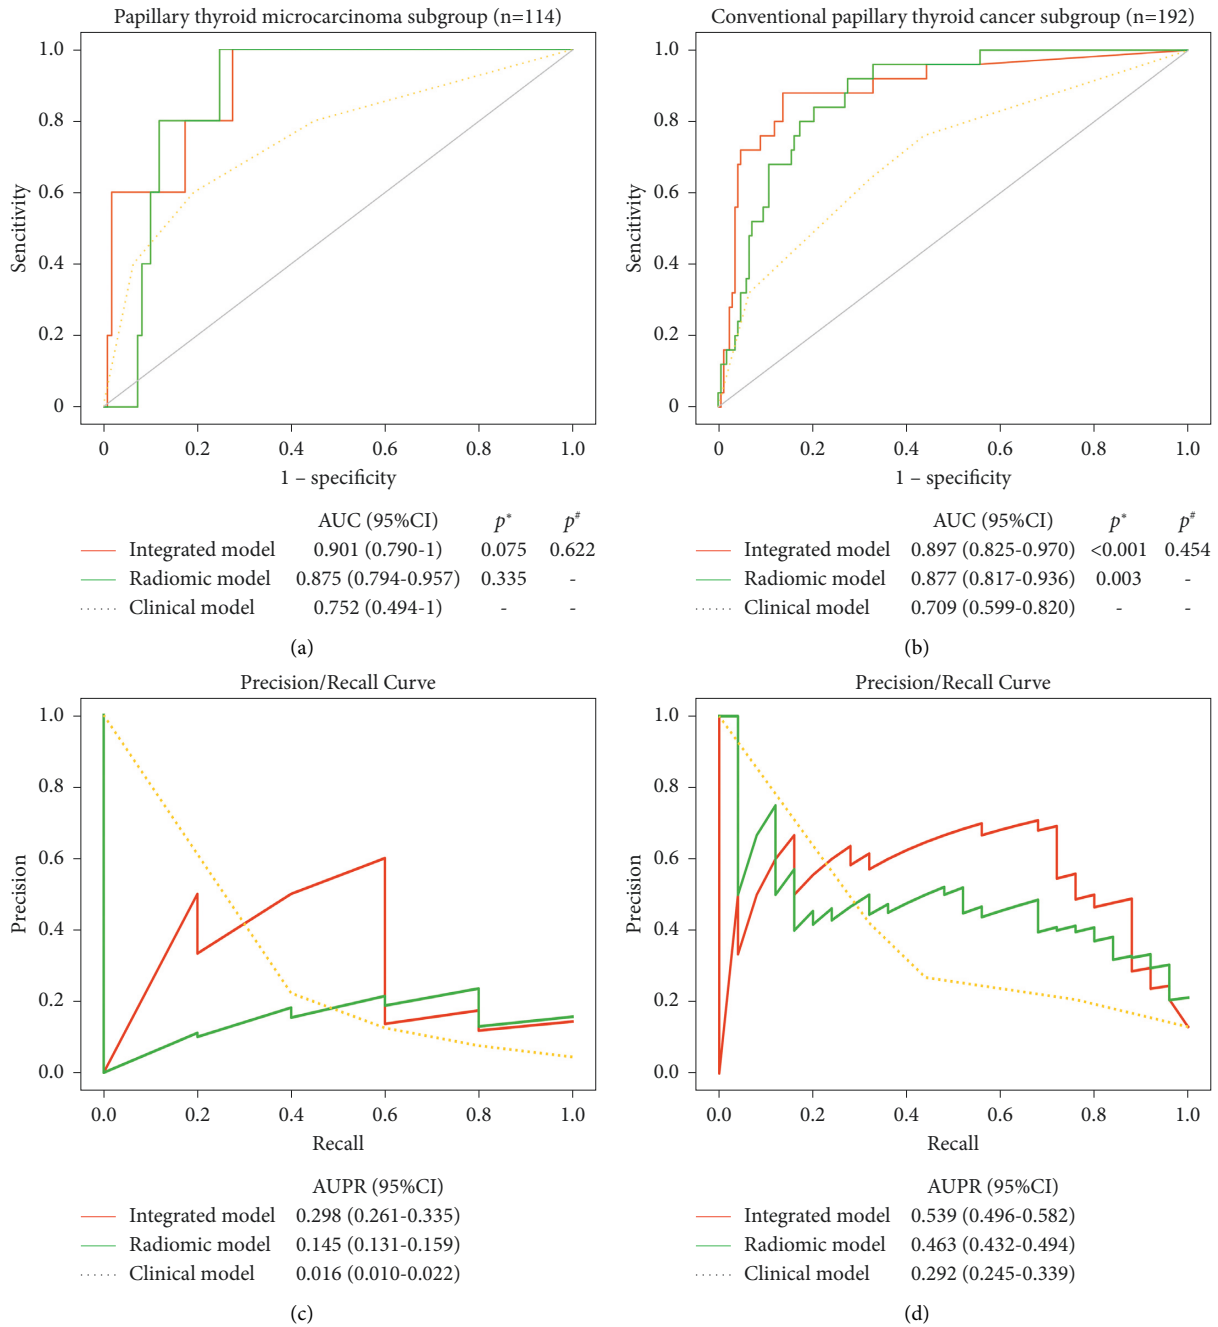 Papillary thyroid microcarcinoma subgroup (n=114)
1.0
0.8
0.6
0.4
0.2
0
Sencitivity
0 0.2 0.4 0.6 0.8 1.0
1 – specificity
AUC (95%CI) p* p#
Integrated model 0.901 (0.790-1) 0.075 0.622
Radiomic model 0.875 (0.794-0.957) 0.335 -
Clinical model 0.752 (0.494-1) - -
(a)
Conventional papillary thyroid cancer subgroup (n=192)
1.0
0.8
0.6
0.4
0.2
0
Sencitivity
0 0.2 0.4 0.6 0.8 1.0
1 – specificity
AUC (95%CI) p* p#
Integrated model 0.897 (0.825-0.970) <0.001 0.454
Radiomic model 0.877 (0.817-0.936) 0.003 -
Clinical model 0.709 (0.599-0.820) - -
(b)
Precision/Recall Curve
1.0
0.8
0.6
0.4
0.2
0.0
Precision
0.0 0.2 0.4 0.6 0.8 1.0
Recall
AUPR (95%CI)
Integrated model 0.298 (0.261-0.335)
Radiomic model 0.145 (0.131-0.159)
Clinical model 0.016 (0.010-0.022)
(c)
Precision/Recall Curve
1.0
0.8
0.6
0.4
0.2
0.0
Precision
0.0 0.2 0.4 0.6 0.8 1.0
Recall
AUPR (95%CI)
Integrated model 0.539 (0.496-0.582)
Radiomic model 0.463 (0.432-0.494)
Clinical model 0.292 (0.245-0.339)
(d)